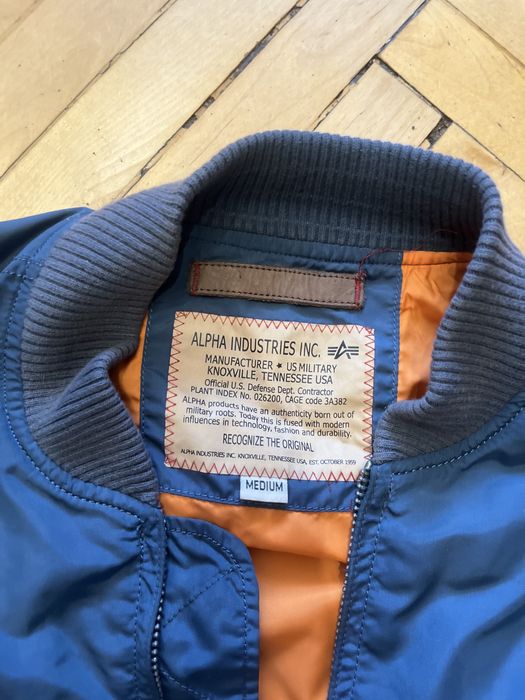 ALPHA INDUSTRIES INC.
MANUFACTURER ★ US MILITARY
KNOXVILLE, TENNESSEE USA
Official U.S. Defense Dept. Contractor
PLANT INDEX No. 026200, CAGE code 3A382
ALPHA products have an authenticity born out of
military roots. Today this is fused with modern
influences in technology, fashion and durability.
RECOGNIZE THE ORIGINAL
ALPHA INDUSTRIES INC. KNOXVILLE, TENNESSEE USA, EST. OCTOBER 1959
MEDIUM